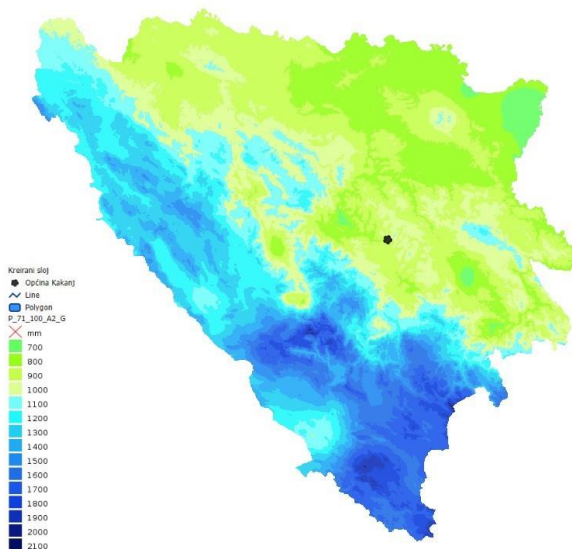 Kreirani sloj
Općina Kakanj
Line
Polygon
P_71_100_A2_G
mm
700
800
900
1000
1100
1200
1300
1400
1500
1600
1700
1800
1900
2000
2100